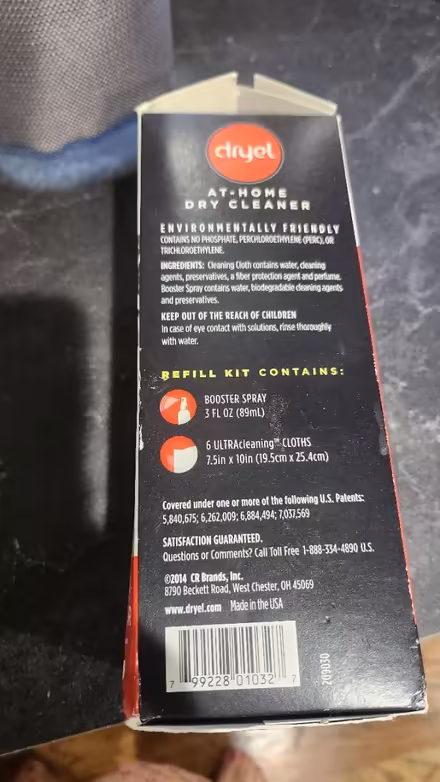 dryel
AT-HOME
DRY CLEANER
ENVIRONMENTALLY FRIENDLY
CONTAINS NO PHOSPHATE, PERCHLOROETHYLENE (PERC), OR
TRICHLOROETHYLENE.
INGREDIENTS: Cleaning Cloth contains water, cleaning
agents, preservatives, a fiber protection agent and perfume.
Booster Spray contains water, biodegradable cleaning agents
and preservatives.
KEEP OUT OF THE REACH OF CHILDREN
In case of eye contact with solutions, rinse thoroughly
with water.
REFILL KIT CONTAINS:
BOOSTER SPRAY
3 FL OZ (89mL)
6 ULTRAcleaning™ CLOTHS
7.5in x 10in (19.5cm x 25.4cm)
Covered under one or more of the following U.S. Patents:
5,840,675; 6,262,009; 6,884,494; 7,037,569
SATISFACTION GUARANTEED.
Questions or Comments? Call Toll Free 1-888-334-4890 U.S.
©2014 CR Brands, Inc.
8790 Beckett Road, West Chester, OH 45069
www.dryel.com Made in the USA
7 99228 01032 7
209030